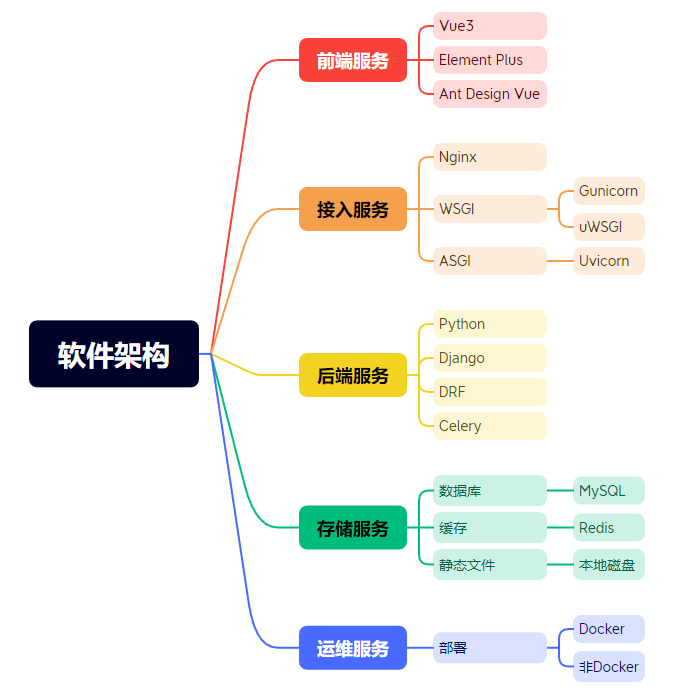 软件架构
前端服务
Vue3
Element Plus
Ant Design Vue
接入服务
Nginx
WSGI
Gunicorn
uWSGI
ASGI
Uvicorn
后端服务
Python
Django
DRF
Celery
存储服务
数据库
MySQL
缓存
Redis
静态文件
本地磁盘
运维服务
部署
Docker
非Docker